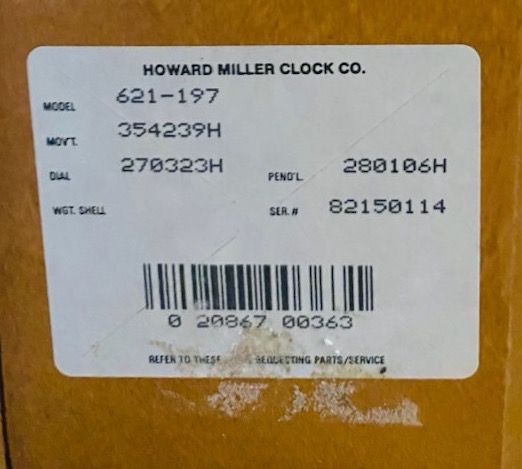 HOWARD MILLER CLOCK CO.
MODEL 621-197
MOV'T. 354239H
DIAL 270323H PEND'L 280106H
WGT. SHELL SER. # 82150114
0 20867 00363
REFER TO THESE REQUESTING PARTS/SERVICE